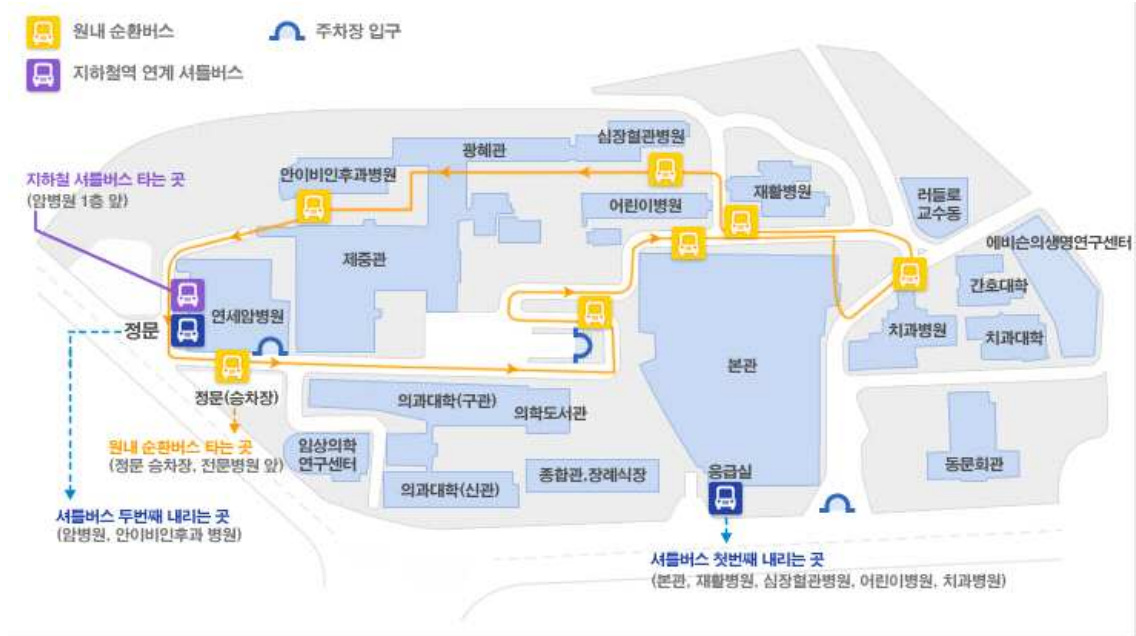 원내 순환버스
주차장 입구
지하철역 연계 셔틀버스
심장혈관병원
광혜관
안이비인후과병원
재활병원
지하철 셔틀버스 타는 곳
(암병원 1층 앞)
어린이병원
러들로
교수동
에비슨의생명연구센터
제중관
간호대학
연세암병원
정문
치과병원
치과대학
본관
정문(승차장)
의과대학(구관)
의학도서관
원내 순환버스 타는 곳
(정문 승차장, 전문병원 앞)
임상의학
연구센터
종합관,장례식장
응급실
동문회관
의과대학(신관)
셔틀버스 두번째 내리는 곳
(암병원, 안이비인후과 병원)
셔틀버스 첫번째 내리는 곳
(본관, 재활병원, 심장혈관병원, 어린이병원, 치과병원)